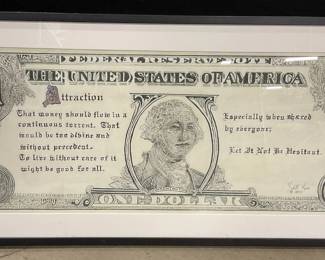 FEDERAL RESERVE NOTE
THE UNITED STATES OF AMERICA
Attraction
That money should flow in a
continuous torrent. That
would be too divine and
without precedent.
To live without care of it
might be good for all.
Especially when shared
by everyone;
Let It Not Be Hesitant.
ONE DOLLAR